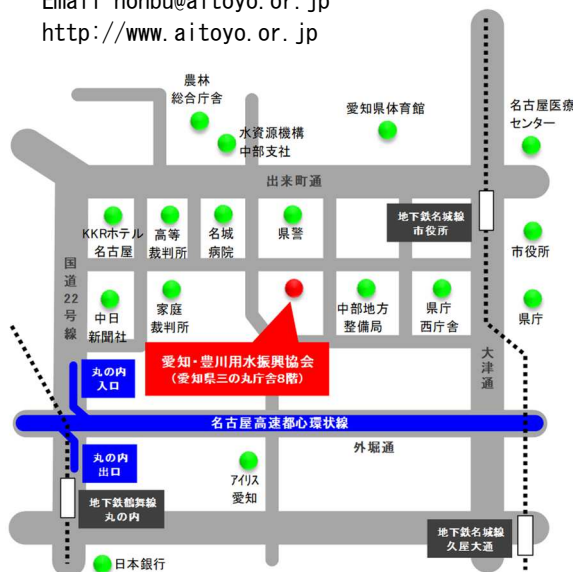 Email honbu@aitoyo.or.jp
http://www.aitoyo.or.jp
農林
総合庁舎
水資源機構
中部支社
愛知県体育館
名古屋医療
センター
出来町通
地下鉄名城線
市役所
KKRホテル
名古屋
高等
裁判所
名城
病院
県警
市役所
国道22号線
中日
新聞社
家庭
裁判所
中部地方
整備局
県庁
西庁舎
県庁
愛知・豊川用水振興協会
(愛知県三の丸庁舎8階)
大津通
丸の内
入口
名古屋高速都心環状線
外堀通
丸の内
出口
アイリス
愛知
地下鉄鶴舞線
丸の内
地下鉄名城線
久屋大通
日本銀行